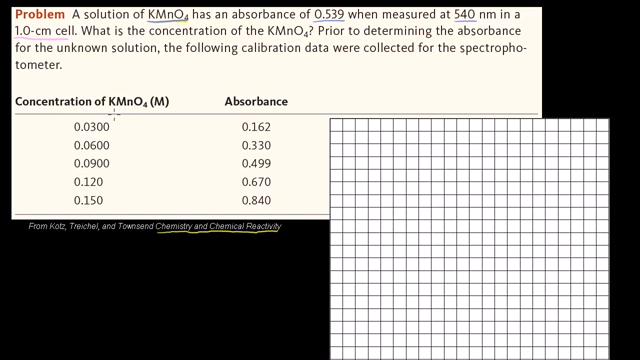 Problem A solution of KMnO4 has an absorbance of 0.539 when measured at 540 nm in a
1.0-cm cell. What is the concentration of the KMnO4? Prior to determining the absorbance
for the unknown solution, the following calibration data were collected for the spectropho-
tometer.
Concentration of KMnO4 (M) Absorbance
0.0300 0.162
0.0600 0.330
0.0900 0.499
0.120 0.670
0.150 0.840
From Kotz, Treichel, and Townsend Chemistry and Chemical Reactivity